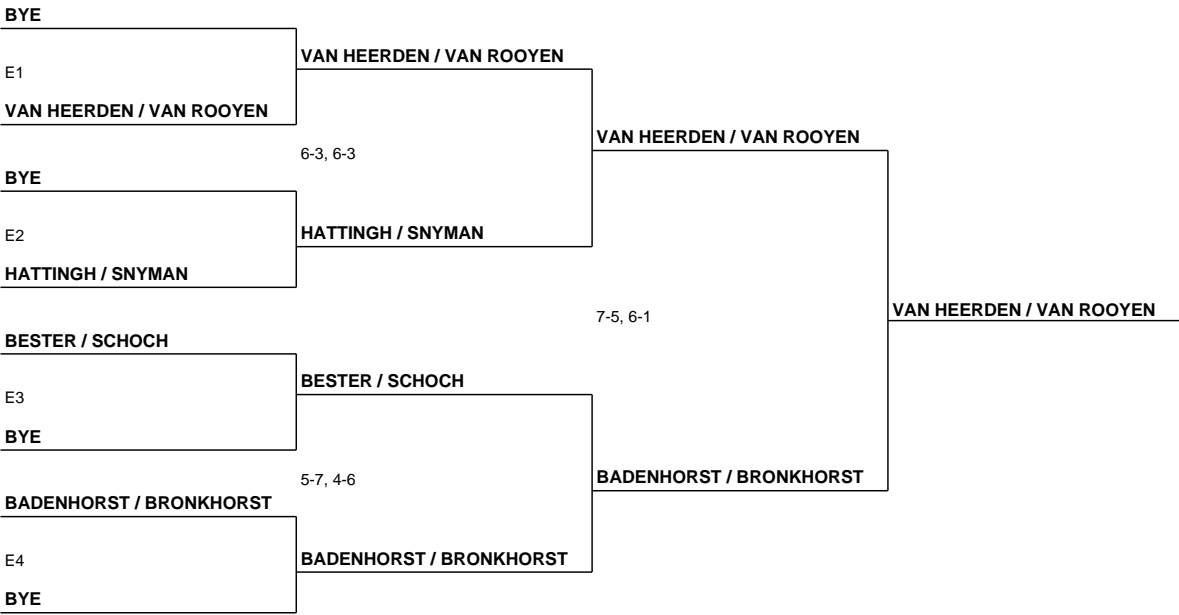 BYE
E1
VAN HEERDEN / VAN ROOYEN
BYE
E2
HATTINGH / SNYMAN
BESTER / SCHOCH
E3
BYE
BADENHORST / BRONKHORST
E4
BYE
VAN HEERDEN / VAN ROOYEN
6-3, 6-3
HATTINGH / SNYMAN
BESTER / SCHOCH
5-7, 4-6
BADENHORST / BRONKHORST
VAN HEERDEN / VAN ROOYEN
7-5, 6-1
BADENHORST / BRONKHORST
VAN HEERDEN / VAN ROOYEN